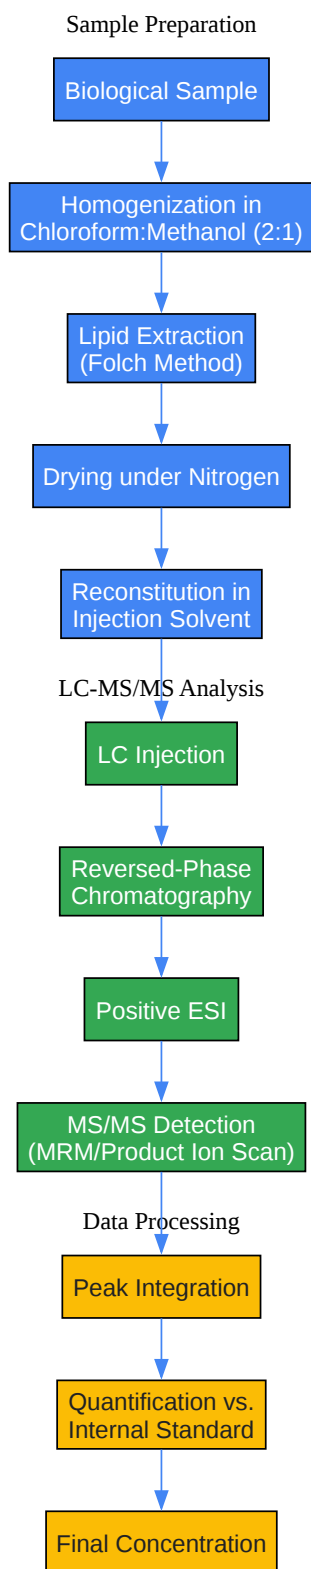 Sample Preparation
Biological Sample
Homogenization in
Chloroform:Methanol (2:1)
Lipid Extraction
(Folch Method)
Drying under Nitrogen
Reconstitution in
Injection Solvent
LC-MS/MS Analysis
LC Injection
Reversed-Phase
Chromatography
Positive ESI
MS/MS Detection
(MRM/Product Ion Scan)
Data Processing
Peak Integration
Quantification vs.
Internal Standard
Final Concentration